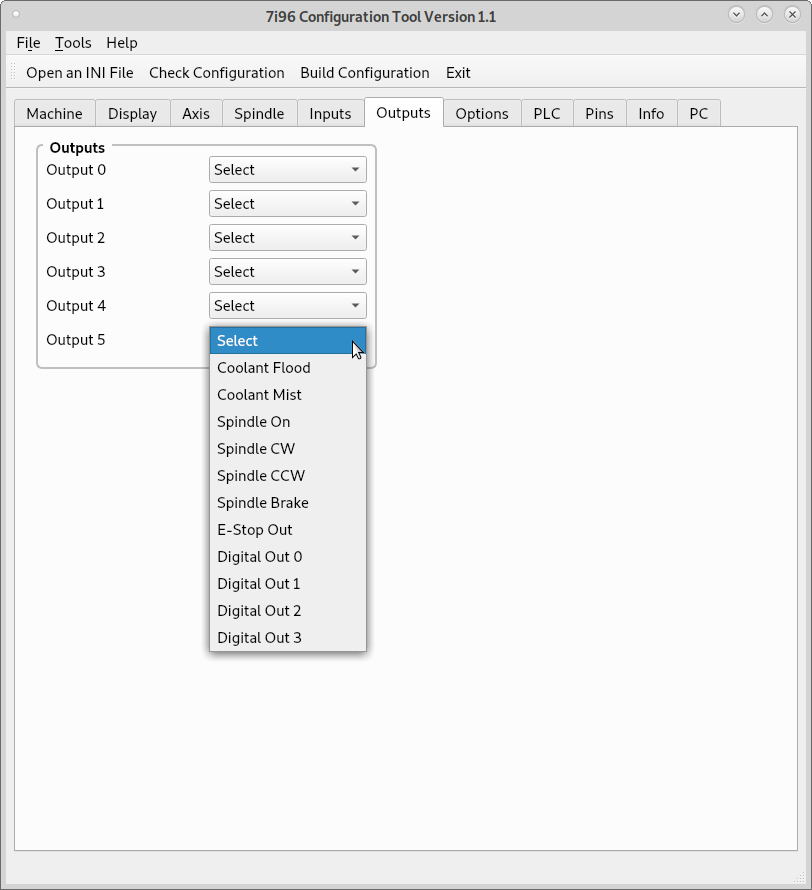 7i96 Configuration Tool Version 1.1
File Tools Help
Open an INI File Check Configuration Build Configuration Exit
Machine Display Axis Spindle Inputs Outputs Options PLC Pins Info PC
Outputs
Output 0 Select
Output 1 Select
Output 2 Select
Output 3 Select
Output 4 Select
Output 5 Select
Coolant Flood
Coolant Mist
Spindle On
Spindle CW
Spindle CCW
Spindle Brake
E-Stop Out
Digital Out 0
Digital Out 1
Digital Out 2
Digital Out 3